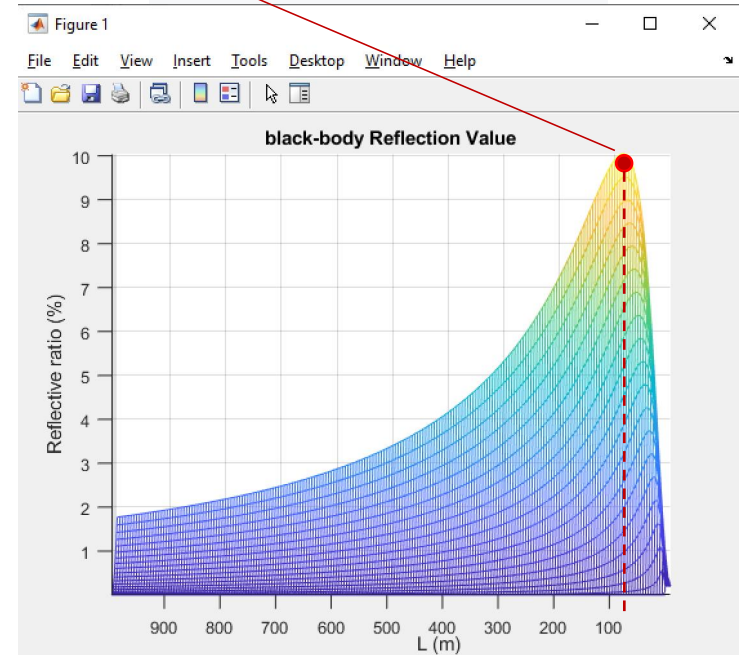 Figure 1
File Edit View Insert Tools Desktop Window Help
black-body Reflection Value
10
9
8
7
6
5
4
3
2
1
Reflective ratio (%)
900 800 700 600 500 400 300 200 100
L (m)